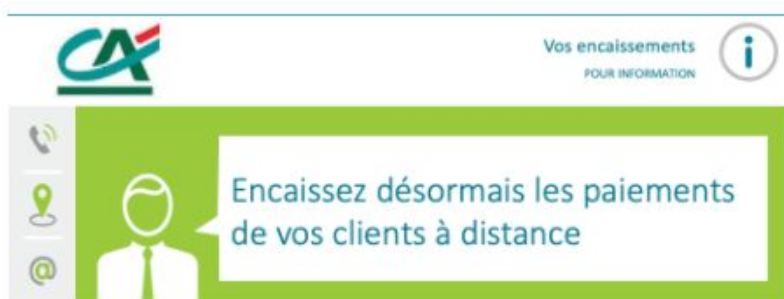 CA
Vos encaissements
POUR INFORMATION
i
Encaissez désormais les paiements
de vos clients à distance
@